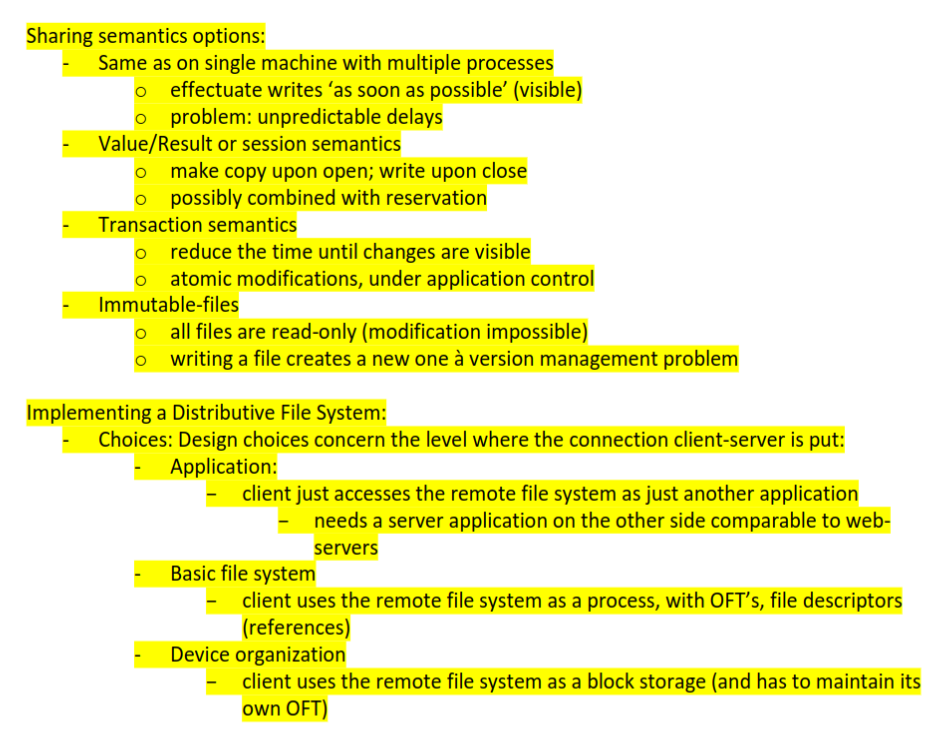 Sharing semantics options:
- Same as on single machine with multiple processes
o effectuate writes ‘as soon as possible’ (visible)
o problem: unpredictable delays
- Value/Result or session semantics
o make copy upon open; write upon close
o possibly combined with reservation
- Transaction semantics
o reduce the time until changes are visible
o atomic modifications, under application control
- Immutable-files
o all files are read-only (modification impossible)
o writing a file creates a new one à version management problem
Implementing a Distributive File System:
- Choices: Design choices concern the level where the connection client-server is put:
- Application:
– client just accesses the remote file system as just another application
– needs a server application on the other side comparable to web-
servers
- Basic file system
– client uses the remote file system as a process, with OFT’s, file descriptors
(references)
- Device organization
– client uses the remote file system as a block storage (and has to maintain its
own OFT)